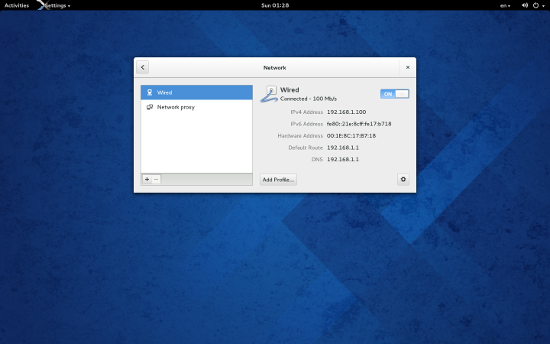 Activities
Settings
Sun 01:28
en
Network
Wired
Network proxy
Wired
Connected - 100 Mb/s
ON
IPv4 Address 192.168.1.100
IPv6 Address fe80::21e:8cff:fe17:b718
Hardware Address 00:1E:8C:17:B7:18
Default Route 192.168.1.1
DNS 192.168.1.1
Add Profile...